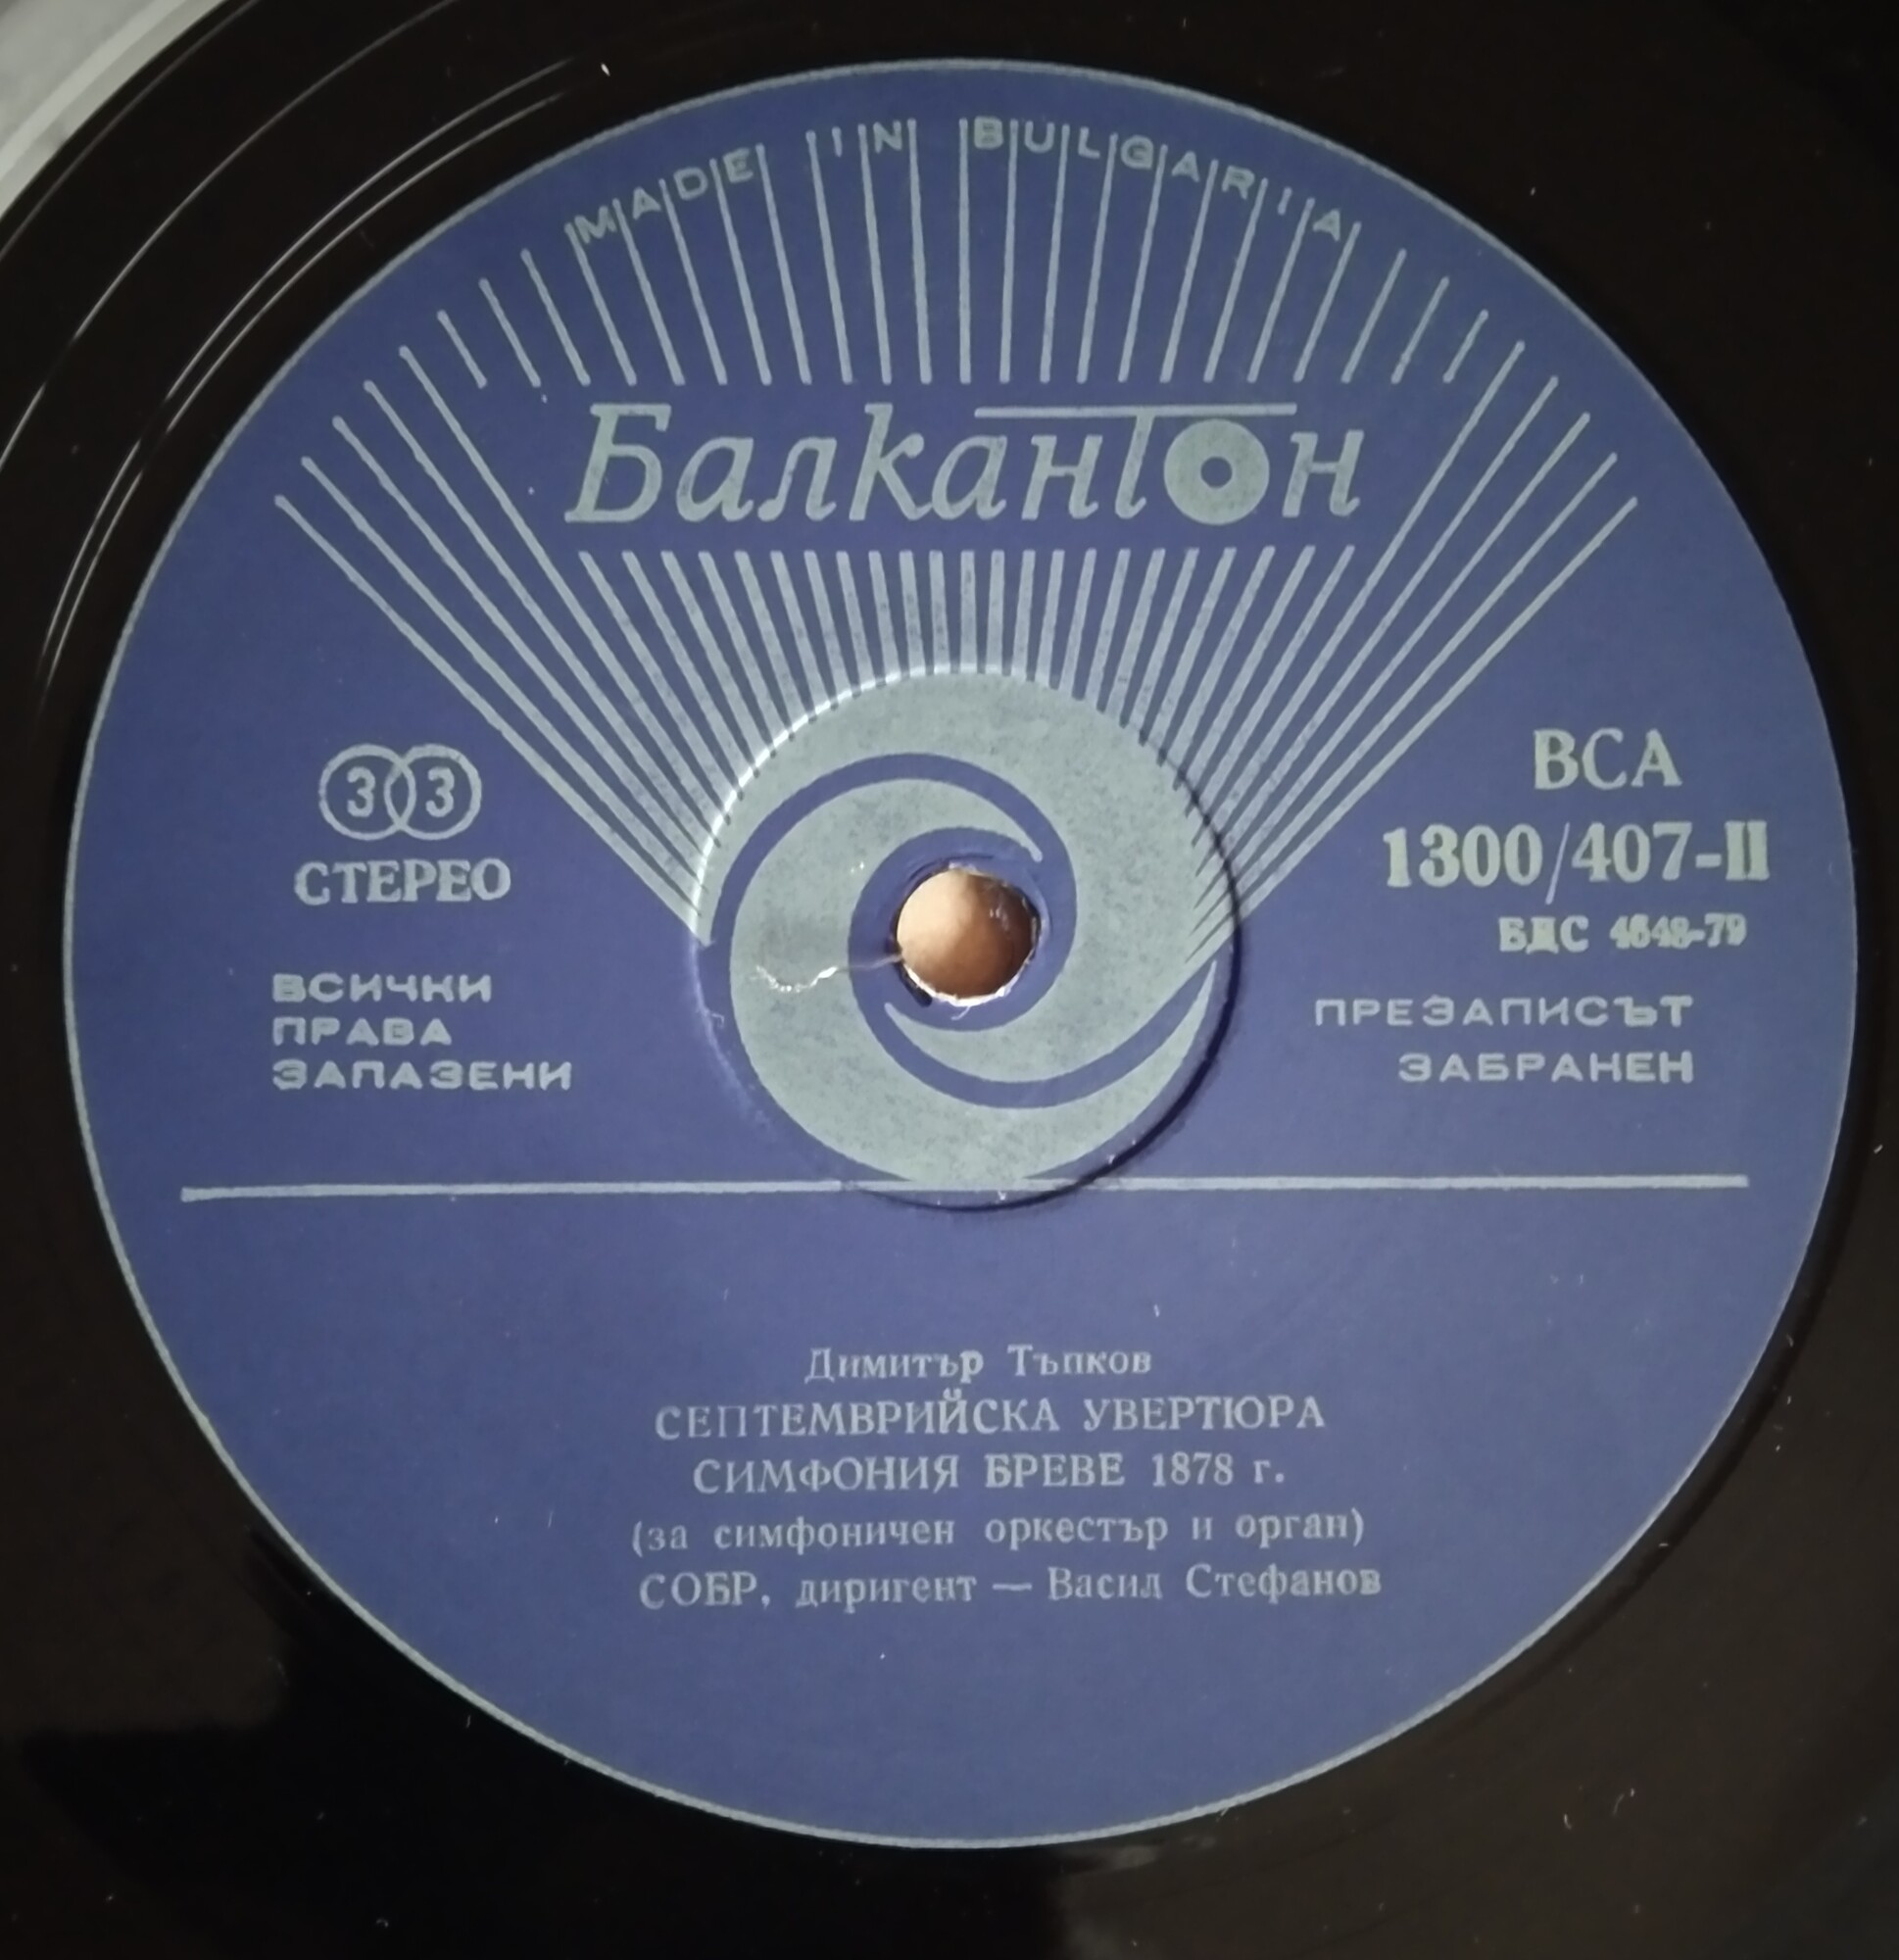 MADE IN BULGARIA
Балкантон
33
СТЕРЕО
ВСИЧКИ
ПРАВА
ЗАПАЗЕНИ
ВСА
1300/407-II
БДС 4648-79
ПРЕЗАПИСЪТ
ЗАБРАНЕН
Димитър Тъпков
СЕПТЕМВРИЙСКА УВЕРТЮРА
СИМФОНИЯ БРЕВЕ 1878 г.
(за симфоничен оркестър и орган)
СОБР, диригент — Васил Стефанов